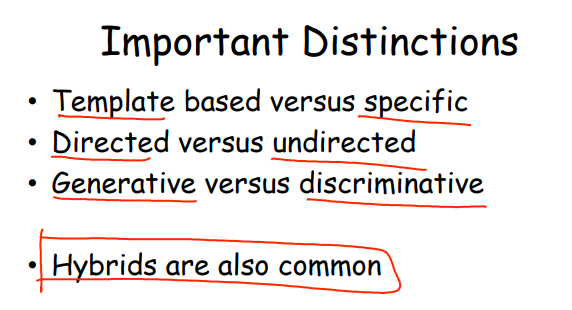 Important Distinctions
• Template based versus specific
• Directed versus undirected
• Generative versus discriminative
• Hybrids are also common